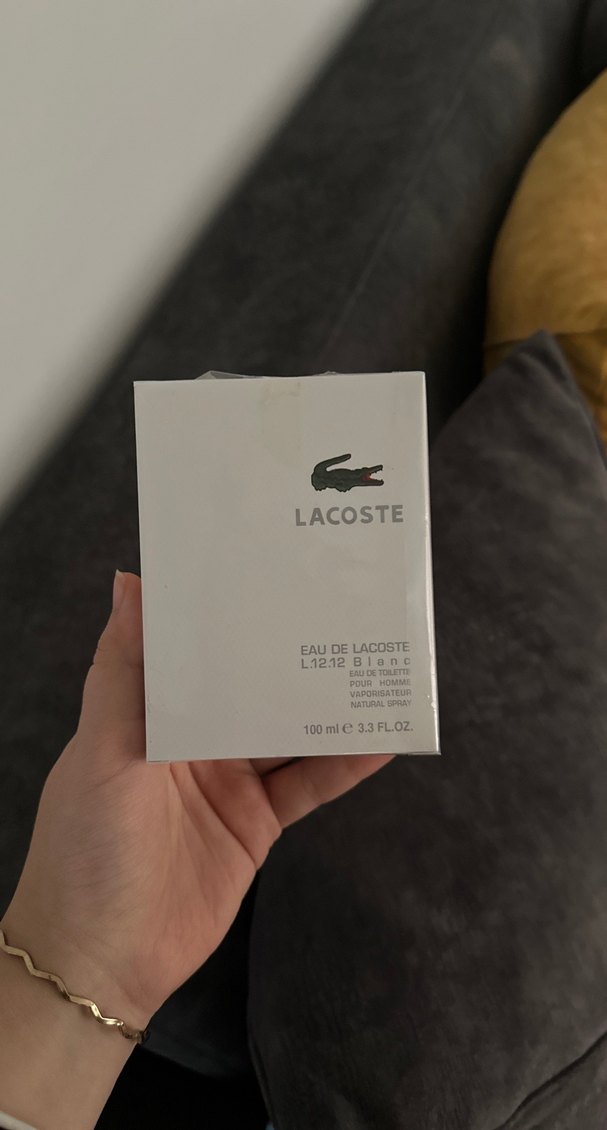 LACOSTE
EAU DE LACOSTE
L.12.12 Blanc
EAU DE TOILETTE
POUR HOMME
VAPORISATEUR
NATURAL SPRAY
100 ml ℮ 3.3 FL.OZ.